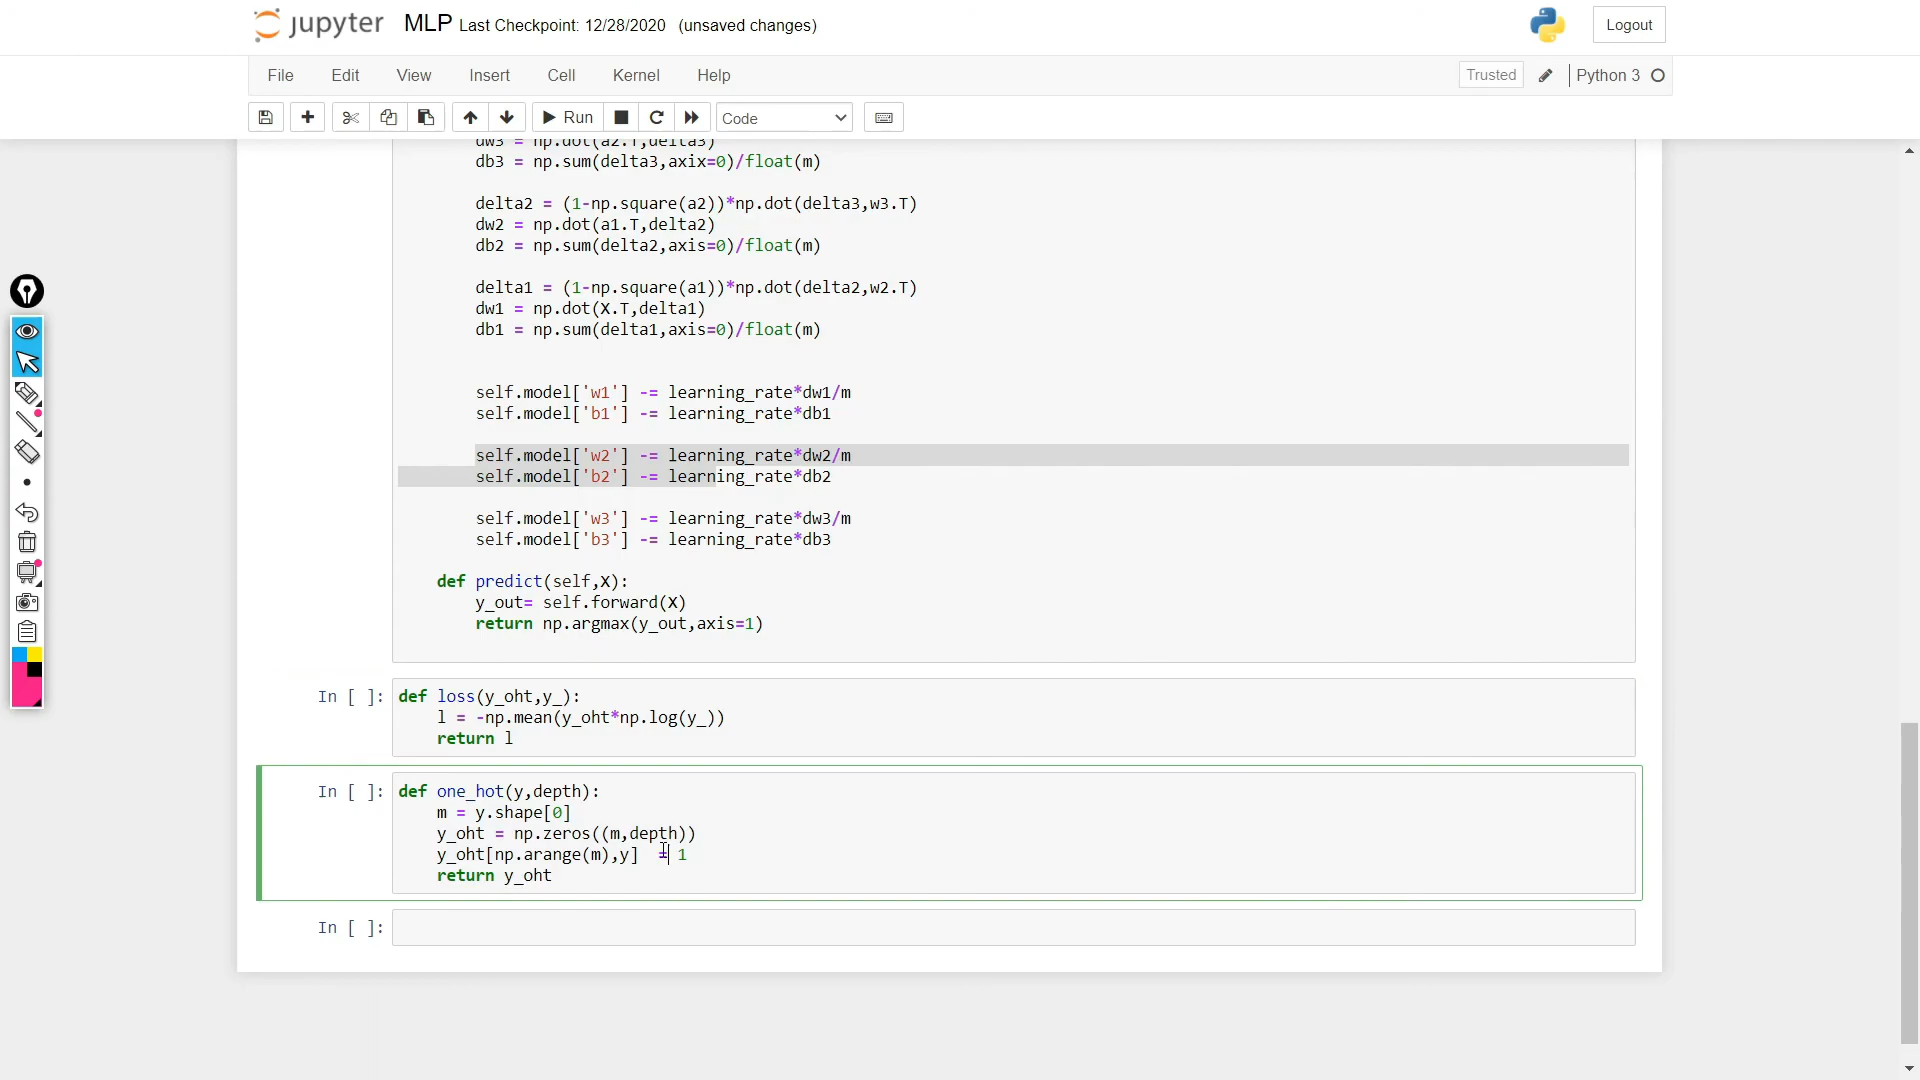 jupyter MLP Last Checkpoint: 12/28/2020 (unsaved changes) Logout
File Edit View Insert Cell Kernel Help Trusted Python 3
Run Code
dw3 = np.dot(a2.T,delta3)
db3 = np.sum(delta3,axix=0)/float(m)
delta2 = (1-np.square(a2))*np.dot(delta3,w3.T)
dw2 = np.dot(a1.T,delta2)
db2 = np.sum(delta2,axis=0)/float(m)
delta1 = (1-np.square(a1))*np.dot(delta2,w2.T)
dw1 = np.dot(X.T,delta1)
db1 = np.sum(delta1,axis=0)/float(m)
self.model['w1'] -= learning_rate*dw1/m
self.model['b1'] -= learning_rate*db1
self.model['w2'] -= learning_rate*dw2/m
self.model['b2'] -= learning_rate*db2
self.model['w3'] -= learning_rate*dw3/m
self.model['b3'] -= learning_rate*db3
def predict(self,X):
y_out= self.forward(X)
return np.argmax(y_out,axis=1)
In [ ]: def loss(y_oht,y_):
l = -np.mean(y_oht*np.log(y_))
return l
In [ ]: def one_hot(y,depth):
m = y.shape[0]
y_oht = np.zeros((m,depth))
y_oht[np.arange(m),y] = 1
return y_oht
In [ ]: